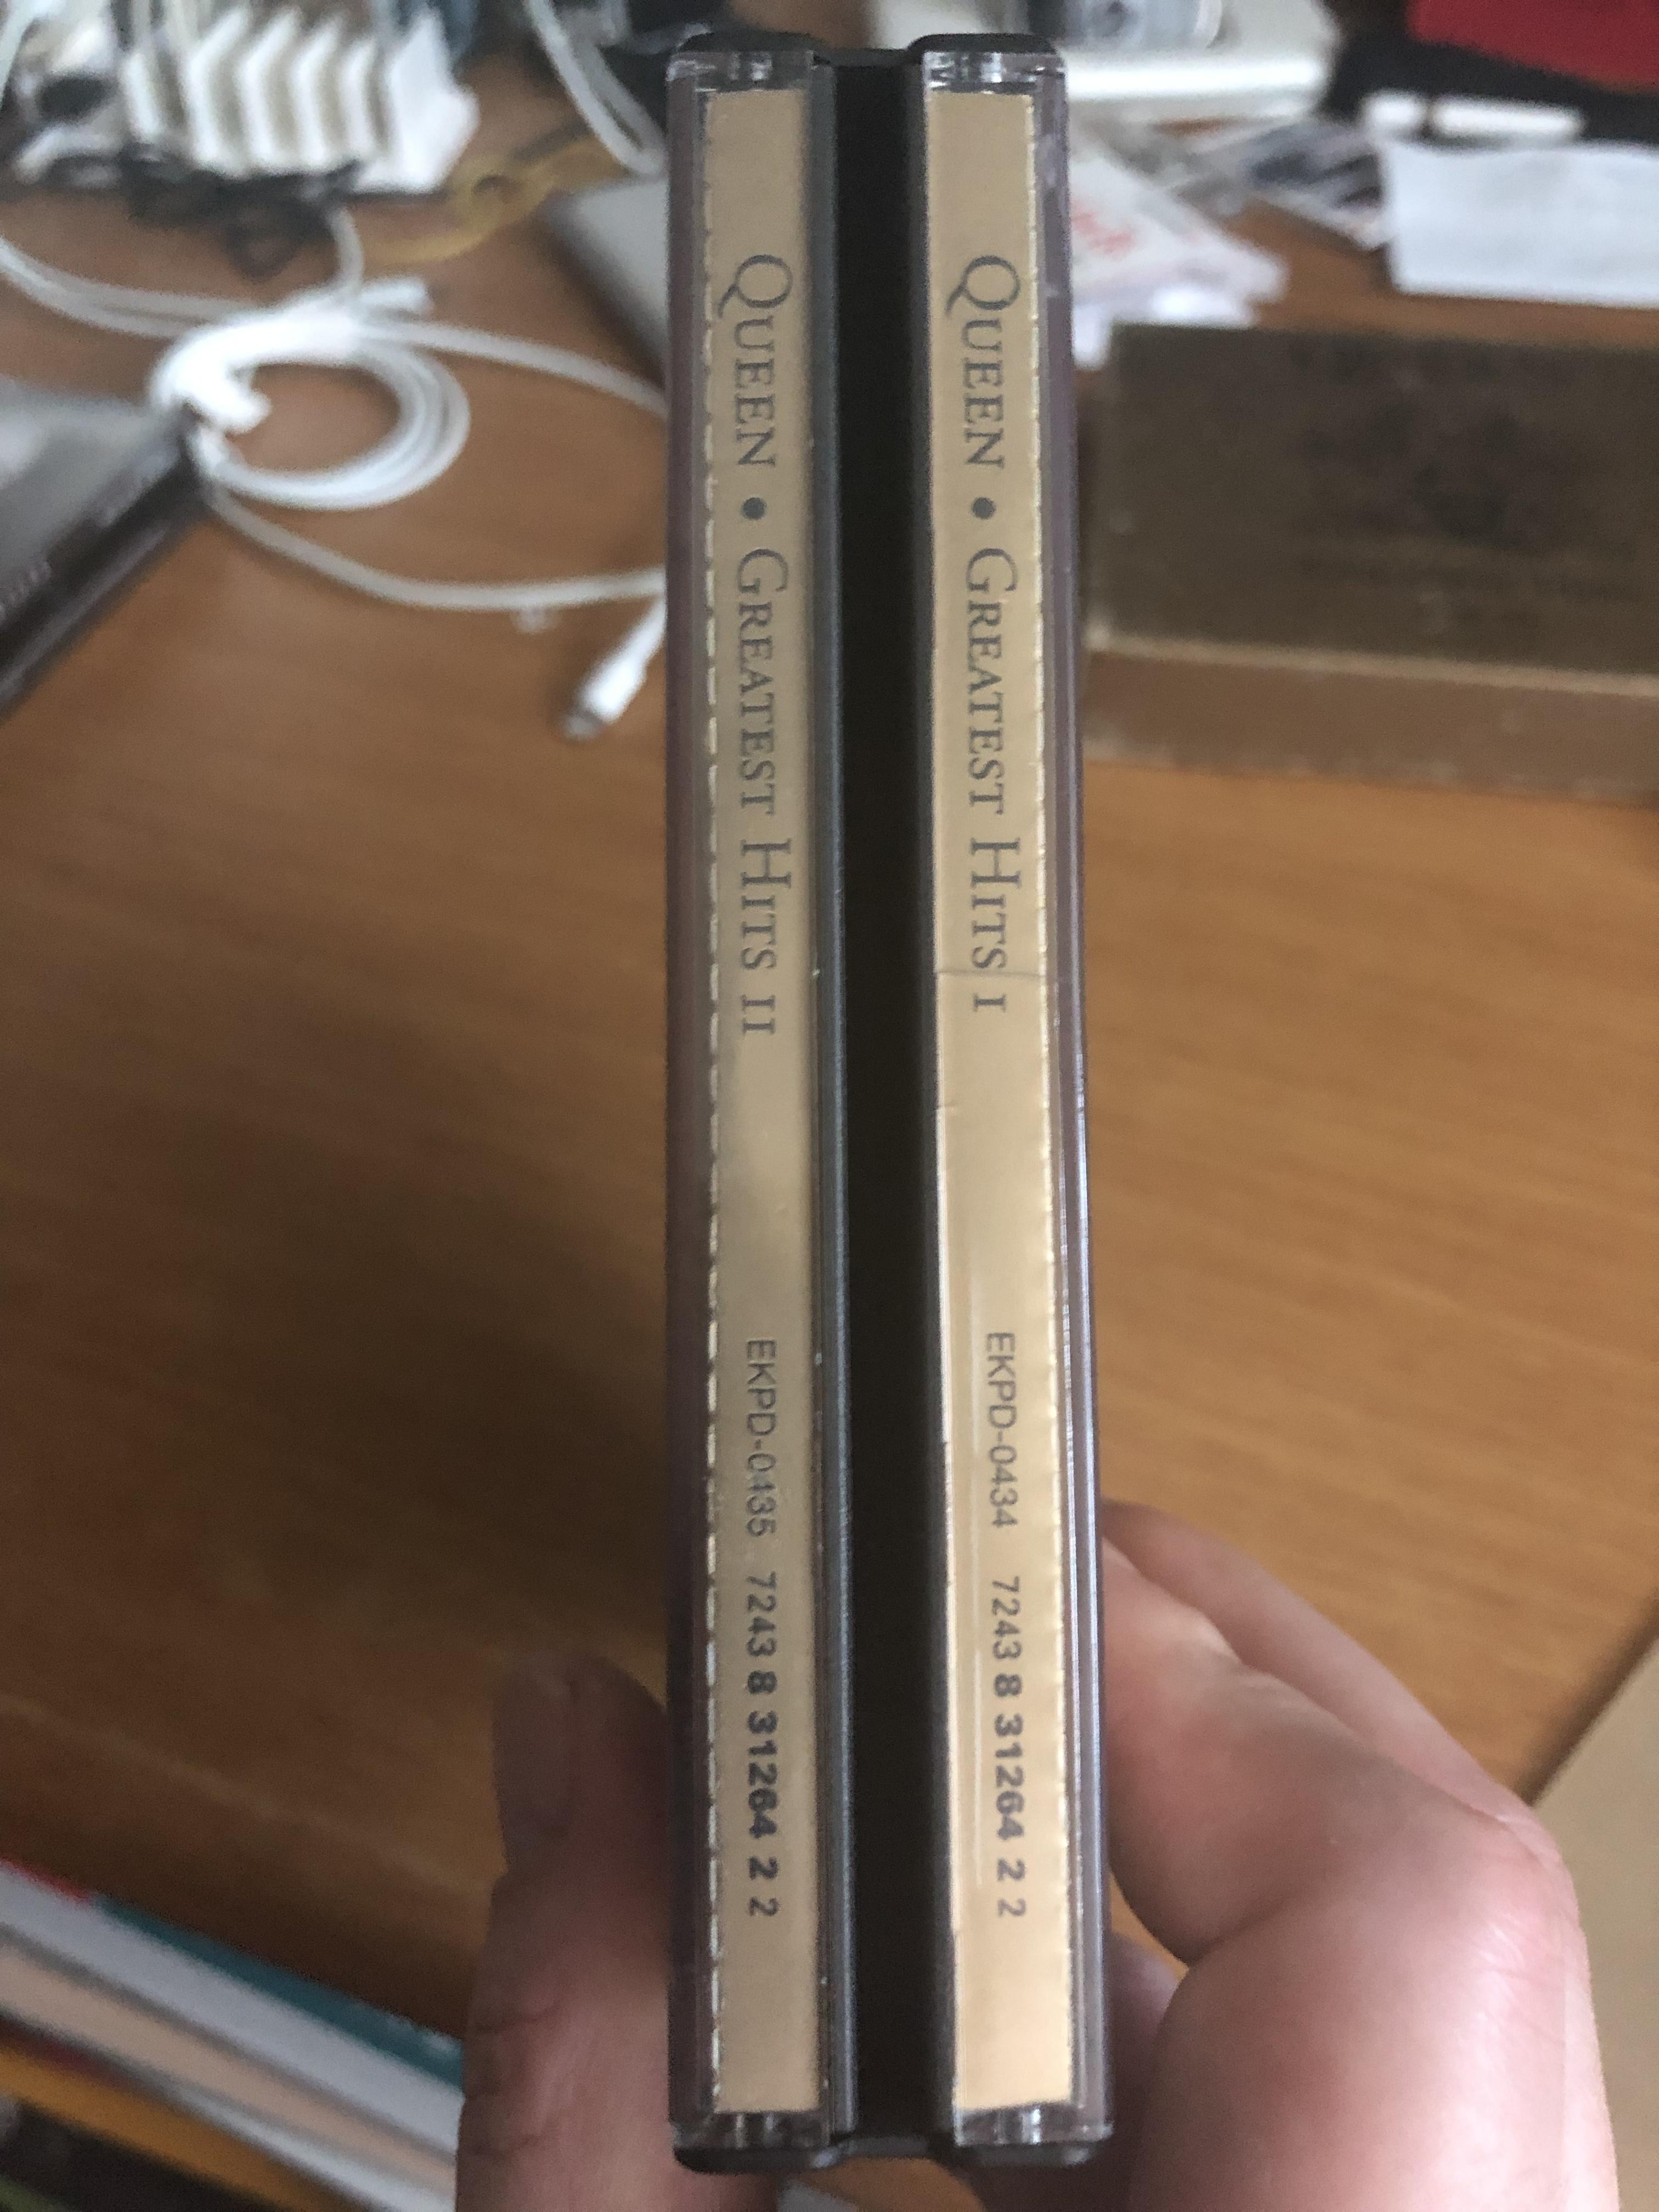 QUEEN • GREATEST HITS I EKPD-0434 7243 8 31264 2 2
QUEEN • GREATEST HITS II EKPD-0435 7243 8 31264 2 2